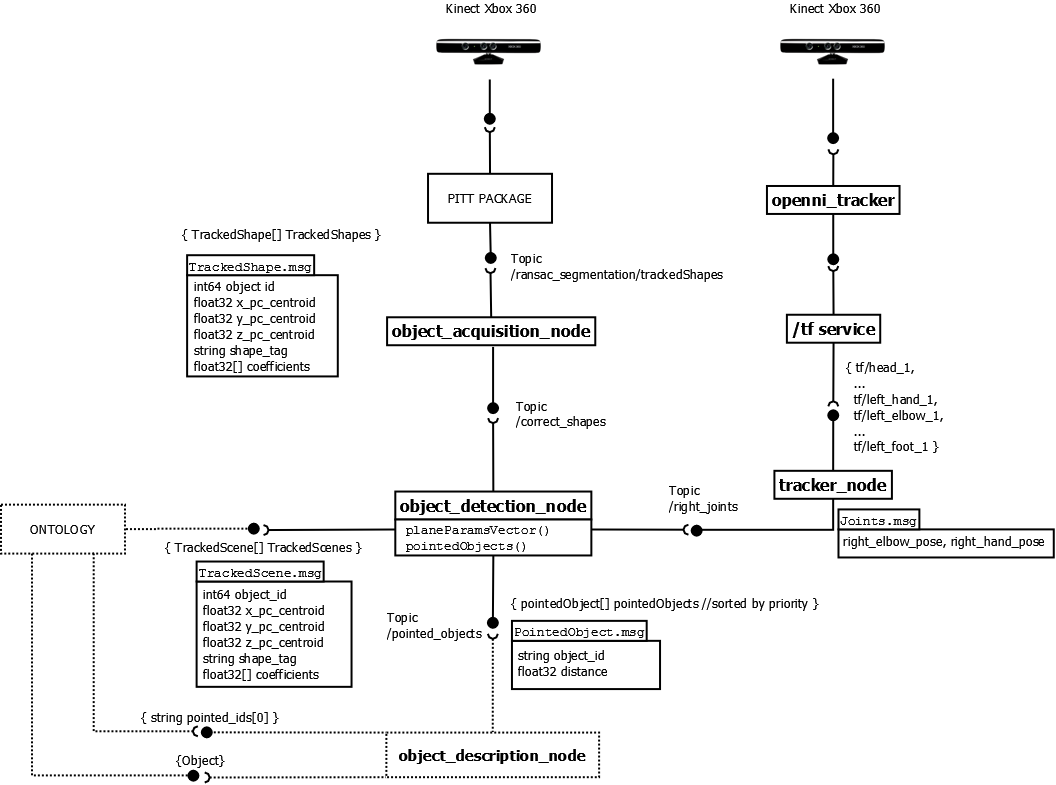 Kinect Xbox 360
Kinect Xbox 360
PITT PACKAGE
openni_tracker
{ TrackedShape[] TrackedShapes }
Topic
/ransac_segmentation/trackedShapes
TrackedShape.msg
int64 object id
float32 x_pc_centroid
float32 y_pc_centroid
float32 z_pc_centroid
string shape_tag
float32[] coefficients
object_acquisition_node
/tf service
{ tf/head_1,
...
tf/left_hand_1,
tf/left_elbow_1,
...
tf/left_foot_1 }
Topic
/correct_shapes
tracker_node
object_detection_node
planeParamsVector()
pointedObjects()
Topic
/right_joints
Joints.msg
right_elbow_pose, right_hand_pose
ONTOLOGY
{ TrackedScene[] TrackedScenes }
TrackedScene.msg
int64 object_id
float32 x_pc_centroid
float32 y_pc_centroid
float32 z_pc_centroid
string shape_tag
float32[] coefficients
Topic
/pointed_objects
{ pointedObject[] pointedObjects //sorted by priority }
PointedObject.msg
string object_id
float32 distance
{ string pointed_ids[0] }
object_description_node
{Object}